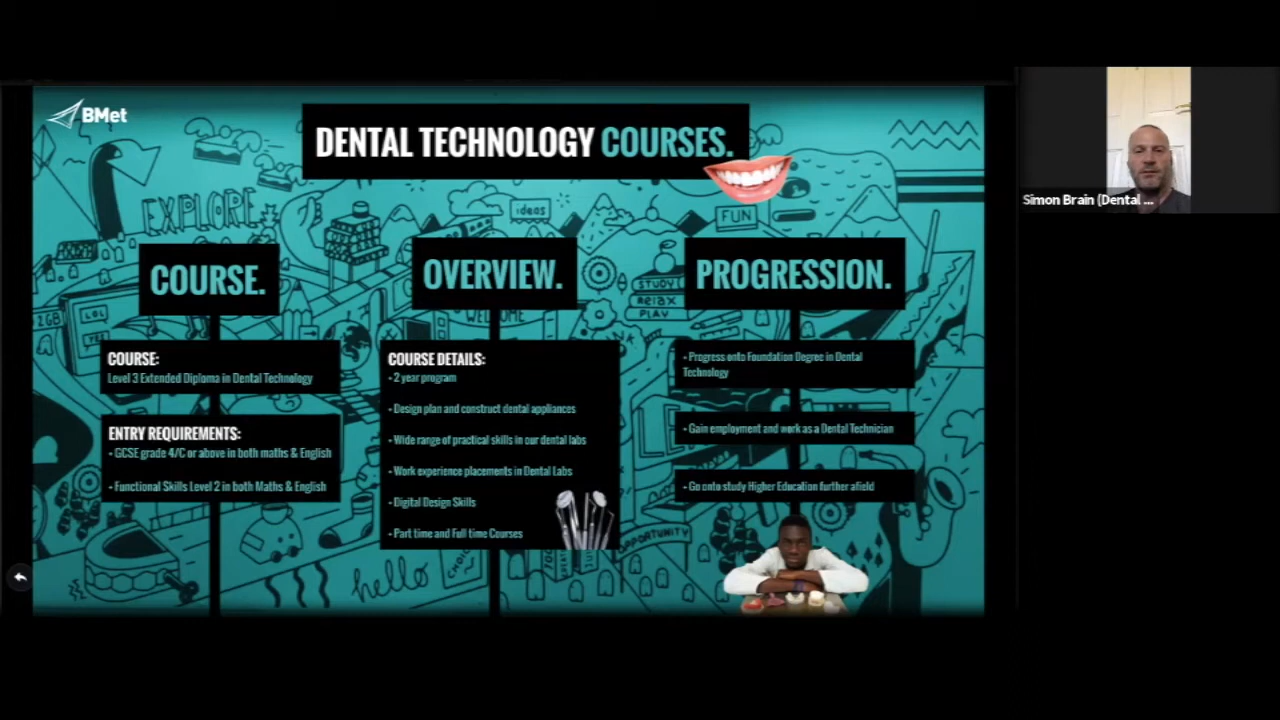 BMet
DENTAL TECHNOLOGY COURSES.
Simon Brain (Dental ...
EXPLORE
ideas
FUN
COURSE.
OVERVIEW.
PROGRESSION.
STUDY
RELAX
PLAY
2GB
LOL
YES
WELCOME
COURSE:
Level 3 Extended Diploma in Dental Technology
ENTRY REQUIREMENTS:
• GCSE grade 4/C or above in both maths & English
• Functional Skills Level 2 in both Maths & English
COURSE DETAILS:
• 2 year program
• Design plan and construct dental appliances
• Wide range of practical skills in our dental labs
• Work experience placements in Dental Labs
• Digital Design Skills
• Part time and Full time Courses
• Progress onto Foundation Degree in Dental
Technology
• Gain employment and work as a Dental Technician
• Go onto study Higher Education further afield
hello
OPPORTUNITY